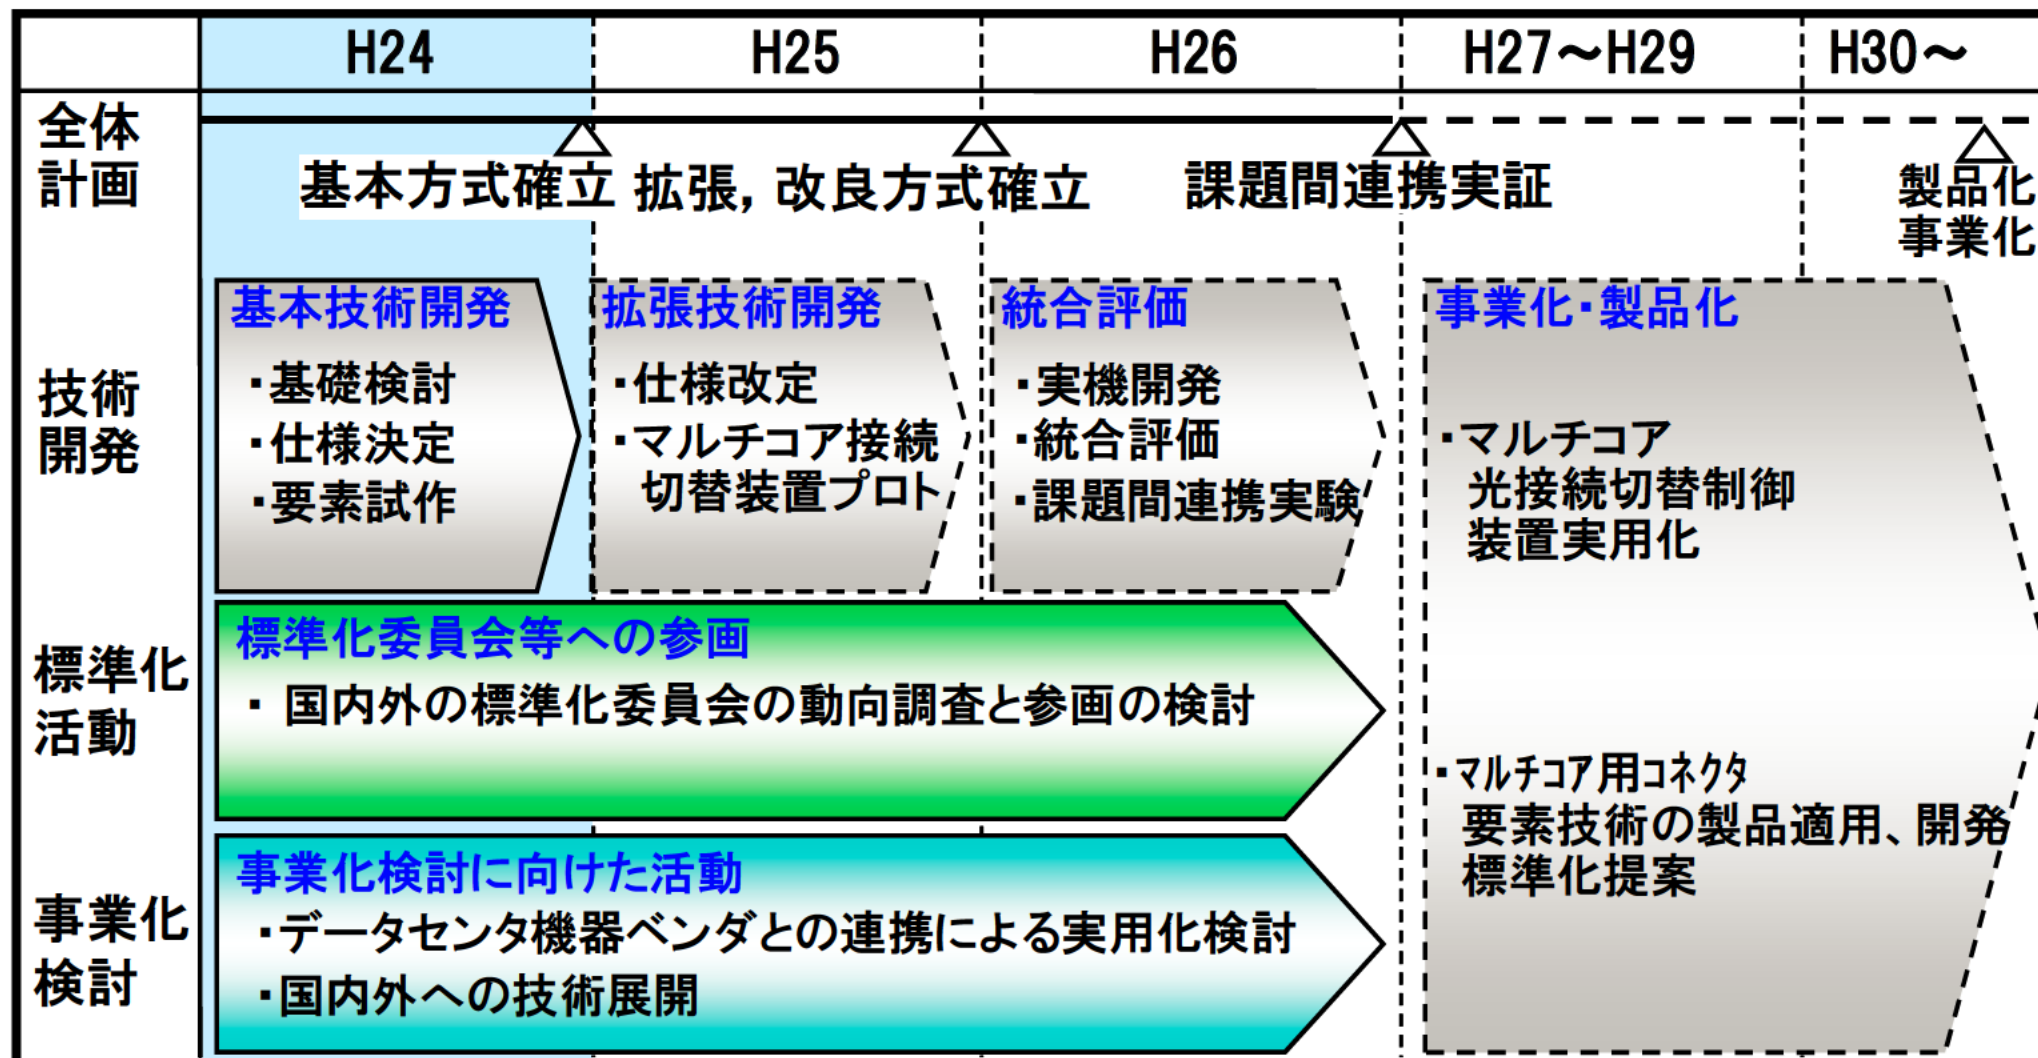 H24 H25 H26 H27～H29 H30～
全体
計画
基本方式確立 拡張，改良方式確立 課題間連携実証
製品化
事業化
技術
開発
基本技術開発
・基礎検討
・仕様決定
・要素試作
拡張技術開発
・仕様改定
・マルチコア接続
切替装置プロト
統合評価
・実機開発
・統合評価
・課題間連携実験
事業化・製品化
・マルチコア
光接続切替制御
装置実用化
・マルチコア用コネクタ
要素技術の製品適用、開発
標準化提案
標準化
活動
標準化委員会等への参画
・ 国内外の標準化委員会の動向調査と参画の検討
事業化
検討
事業化検討に向けた活動
・データセンタ機器ベンダとの連携による実用化検討
・国内外への技術展開